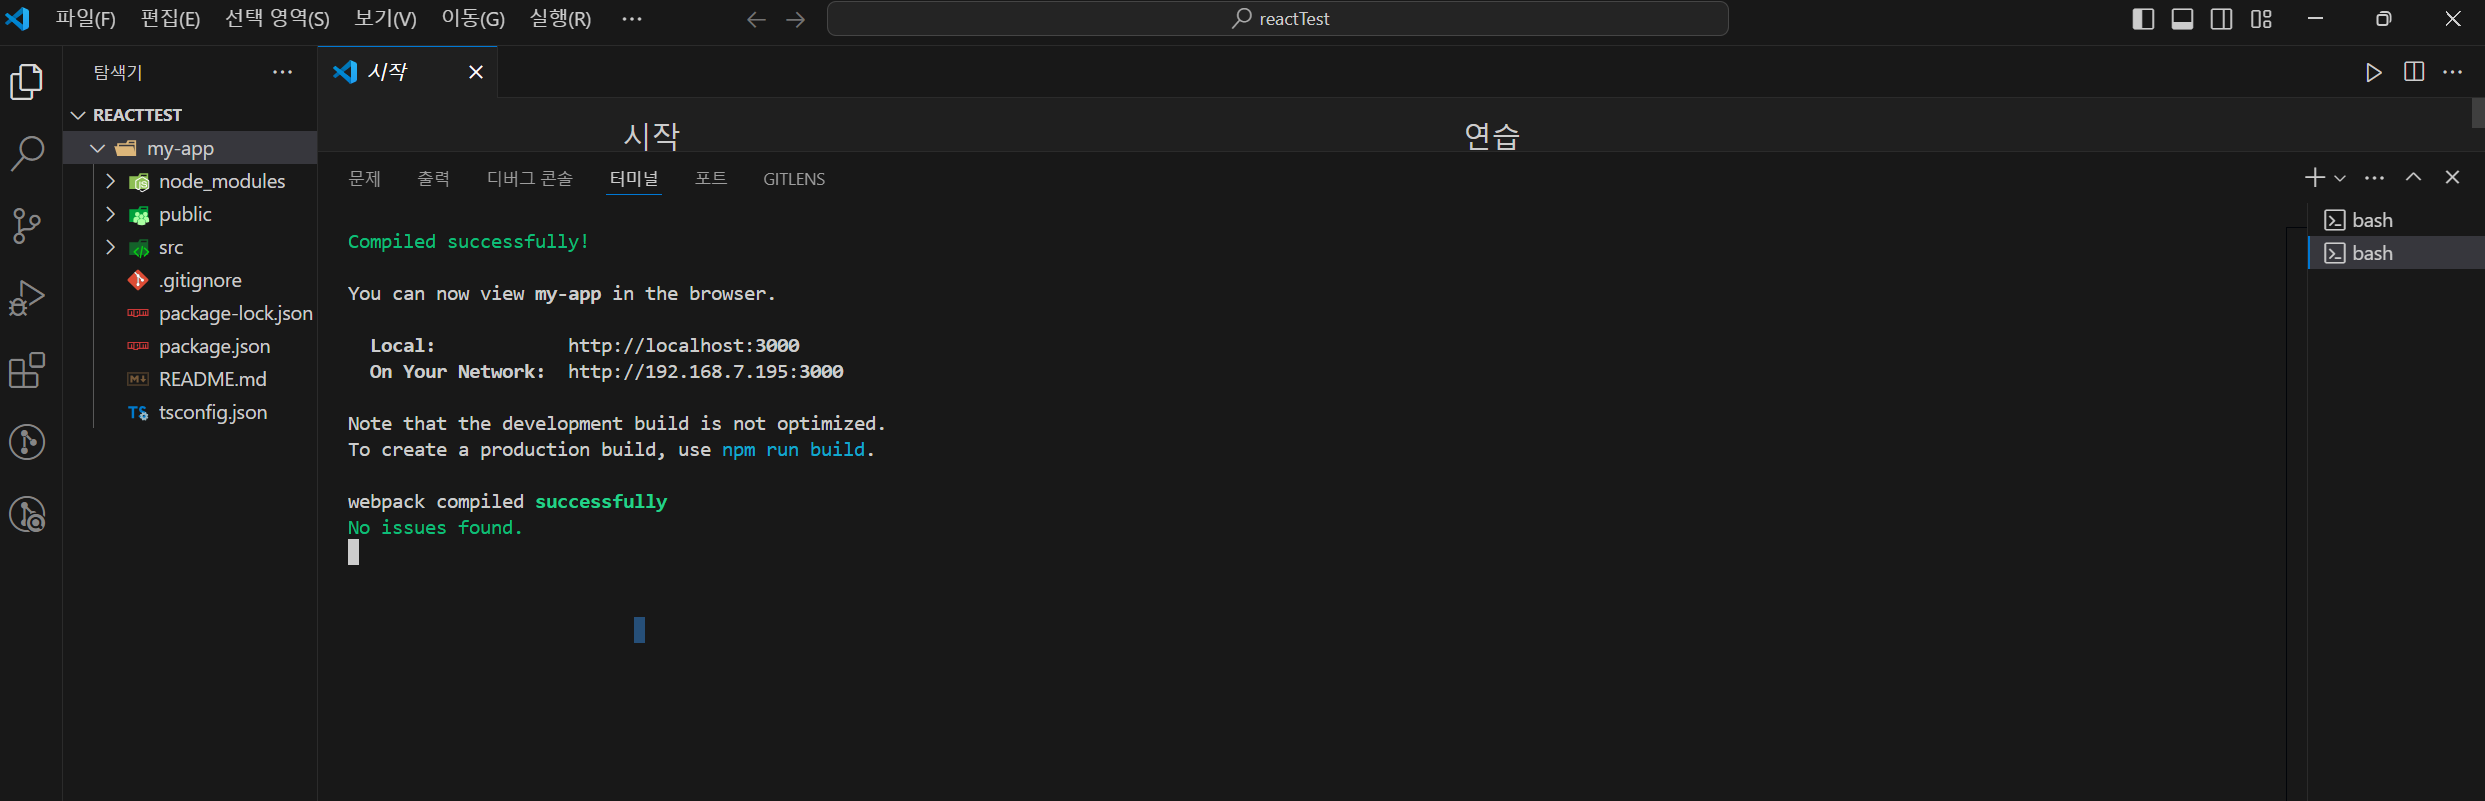 파일(F) 편집(E) 선택 영역(S) 보기(V) 이동(G) 실행(R) ··· reactTest
탐색기 ···
시작
REACTTEST
my-app
node_modules
public
src
.gitignore
package-lock.json
package.json
README.md
TS tsconfig.json
시작 연습
문제 출력 디버그 콘솔 터미널 포트 GITLENS
Compiled successfully!
You can now view my-app in the browser.
Local: http://localhost:3000
On Your Network: http://192.168.7.195:3000
Note that the development build is not optimized.
To create a production build, use npm run build.
webpack compiled successfully
No issues found.
bash
bash